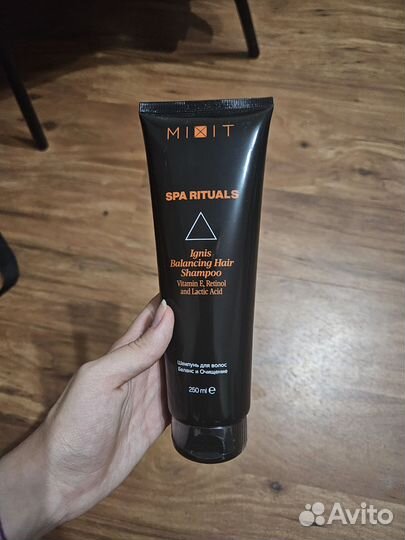 MIXIT
SPA RITUALS
Ignis
Balancing Hair
Shampoo
Vitamin E, Retinol
and Lactic Acid
Шампунь для волос
Баланс и Очищение
250 ml ℮
Avito